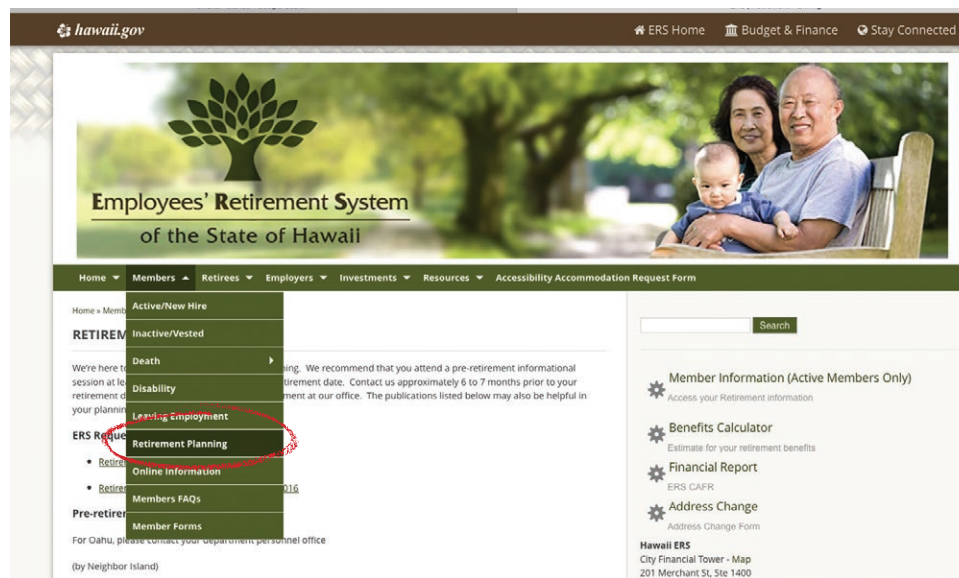 hawaii.gov
ERS Home Budget & Finance Stay Connected
Employees' Retirement System
of the State of Hawaii
Home Members Retirees Employers Investments Resources Accessibility Accommodation Request Form
Home » Memb
RETIREM
We're here to
ning. We recommend that you attend a pre-retirement informational
session at le
tirement date. Contact us approximately 6 to 7 months prior to your
retirement d
ment at our office. The publications listed below may also be helpful in
your plannin
ERS Reque
Retire
Retire
016
Pre-retirer
For Oahu, please contact your department personnel office
(by Neighbor Island)
Active/New Hire
Inactive/Vested
Death
Disability
Leaving Employment
Retirement Planning
Online Information
Members FAQs
Member Forms
Search
Member Information (Active Members Only)
Access your Retirement information
Benefits Calculator
Estimate for your retirement benefits
Financial Report
ERS CAFR
Address Change
Address Change Form
Hawaii ERS
City Financial Tower - Map
201 Merchant St, Ste 1400